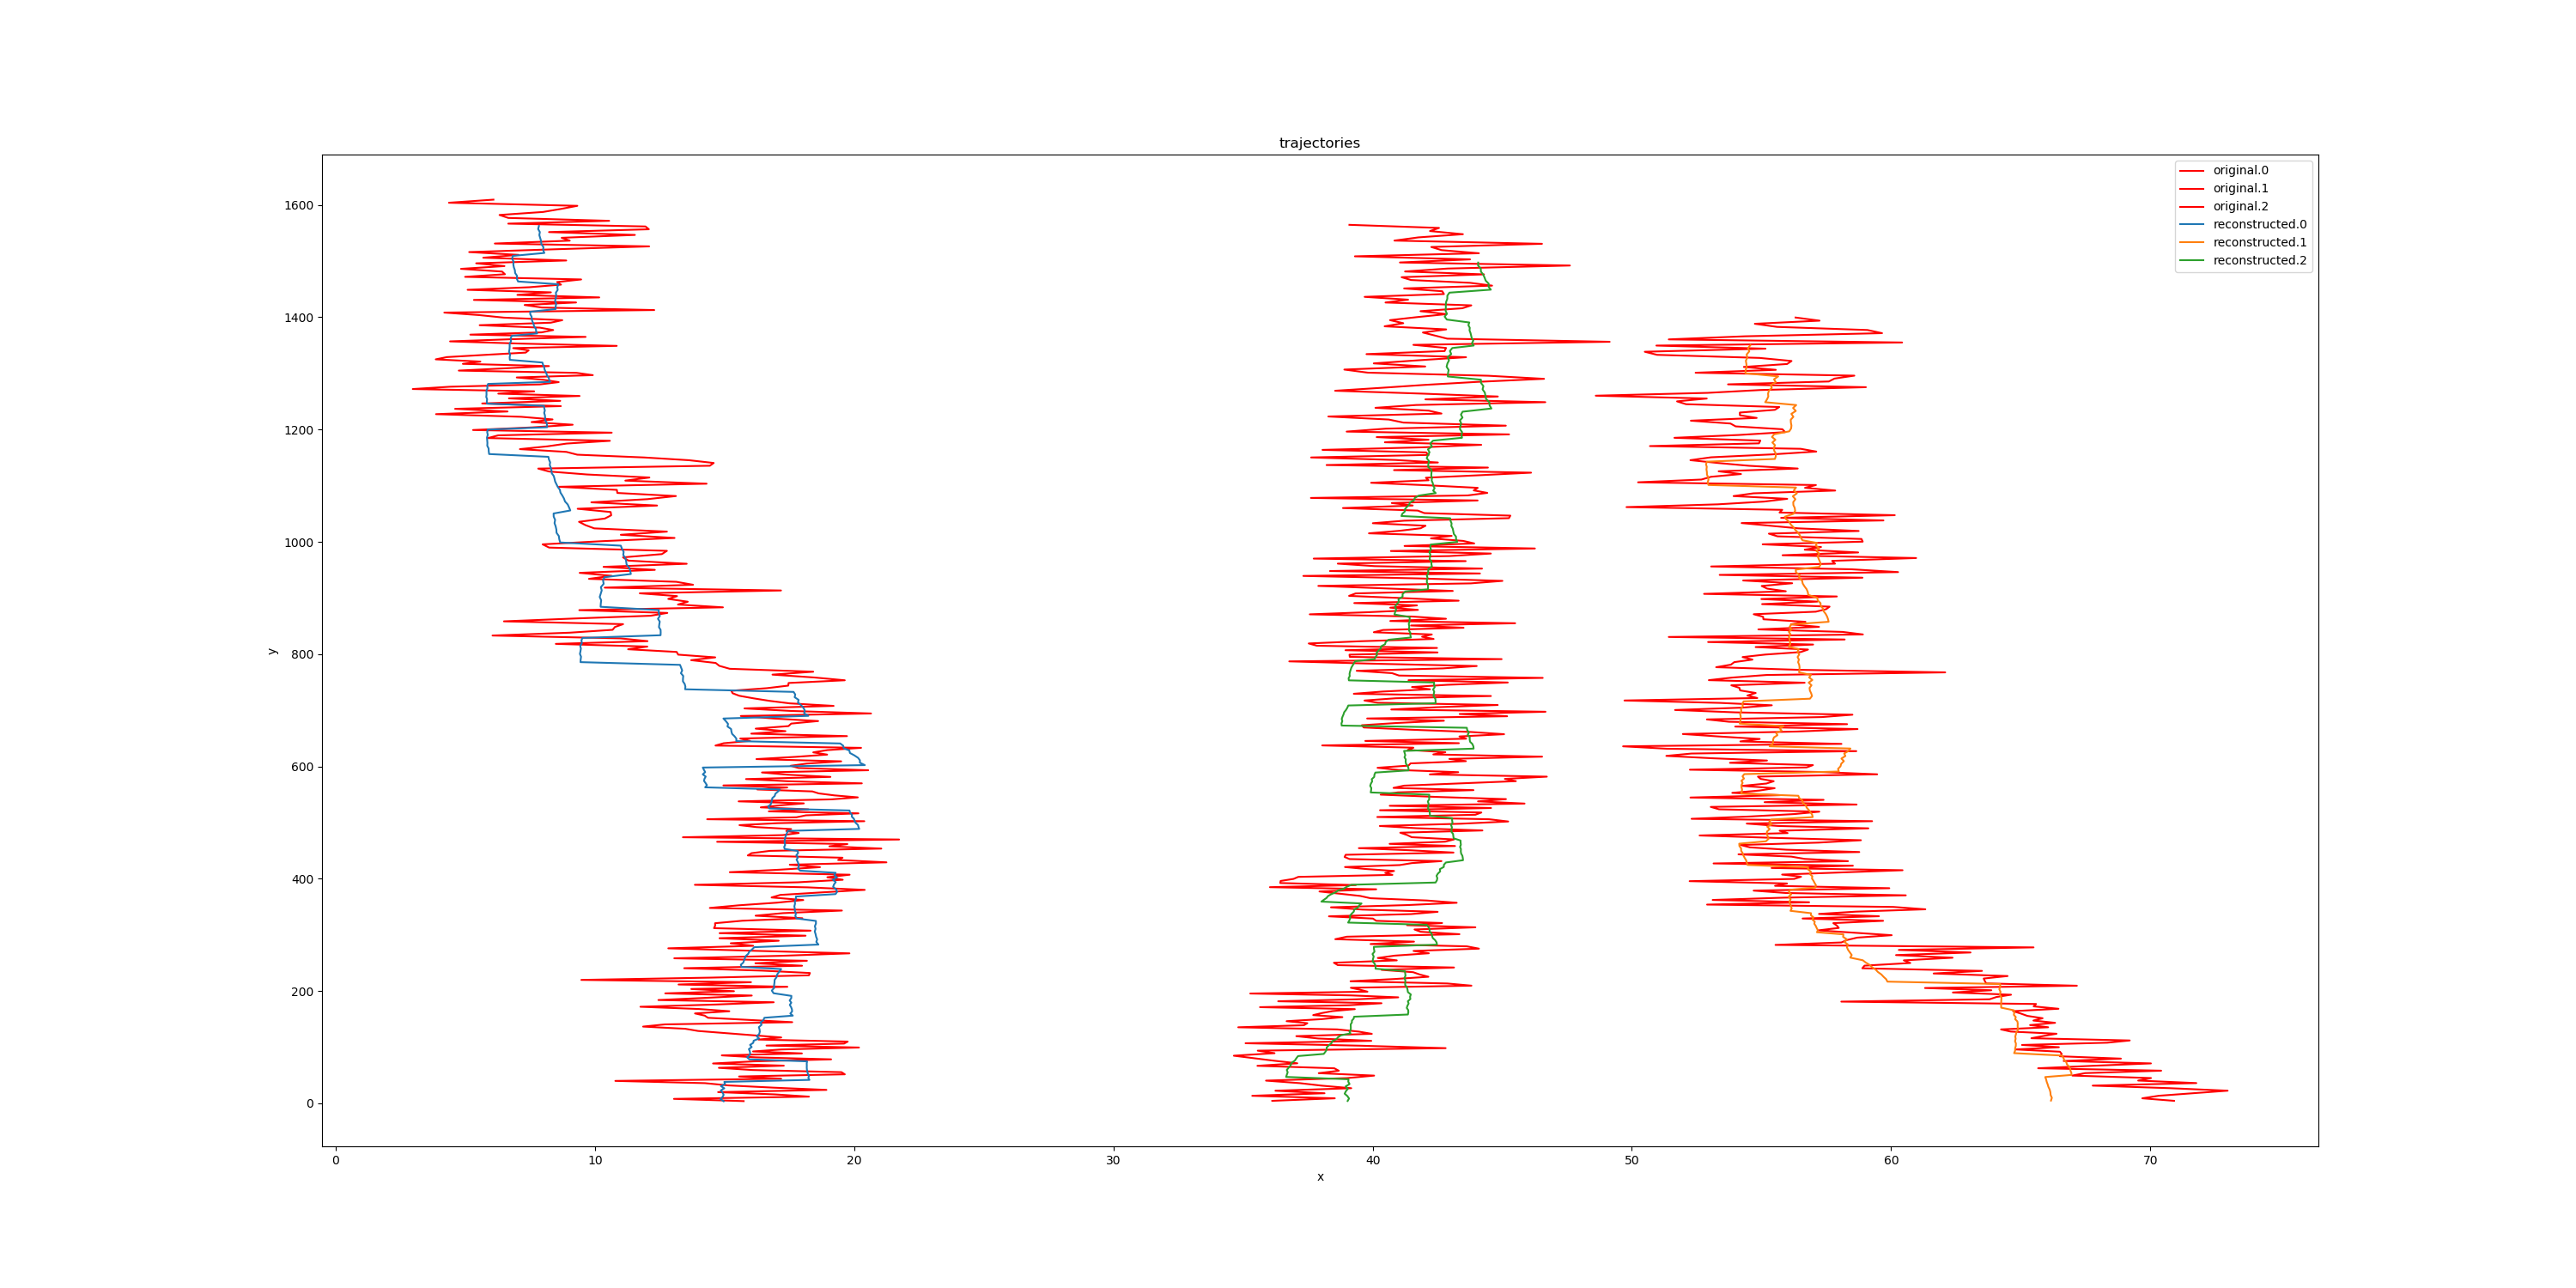 trajectories
original.0
original.1
original.2
reconstructed.0
reconstructed.1
reconstructed.2
1600
1400
1200
1000
800
600
400
200
0
y
0 10 20 30 40 50 60 70
x